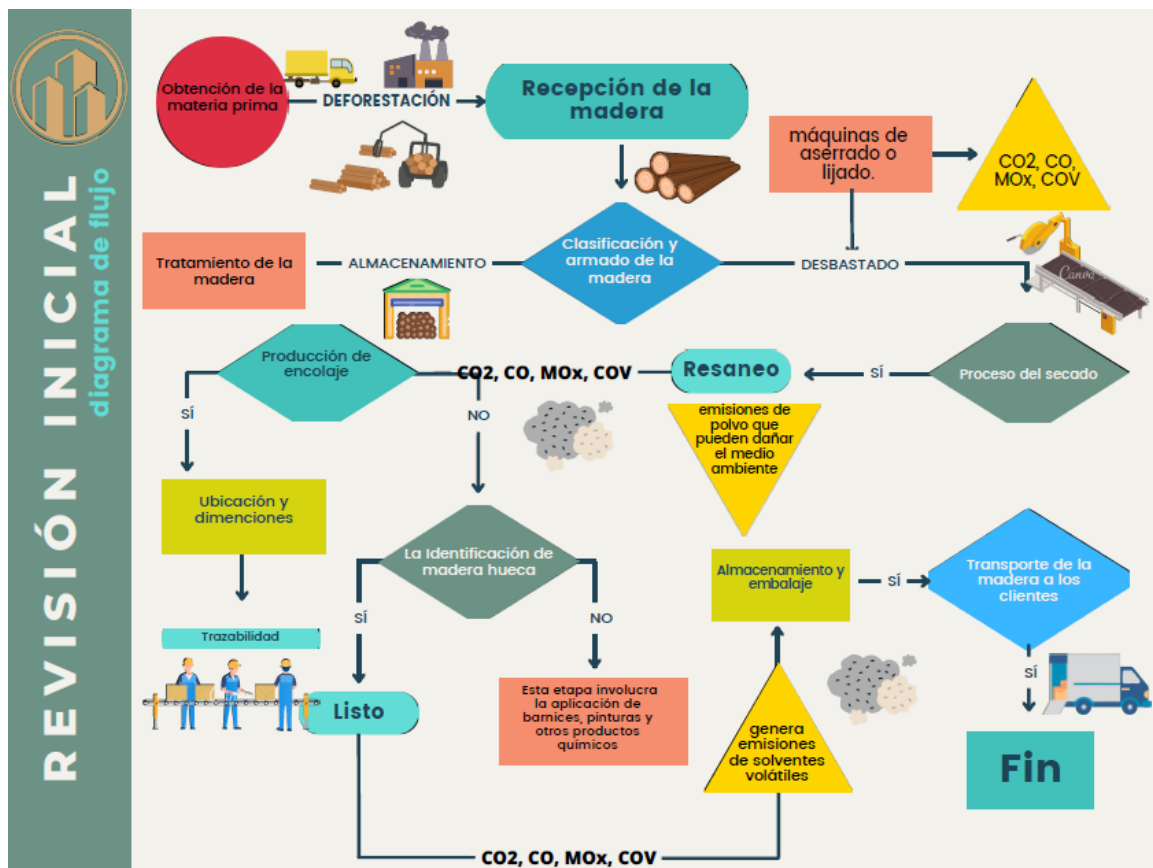 REVISIÓN INICIAL
diagrama de flujo
Obtención de la
materia prima
DEFORESTACIÓN
Recepción de la
madera
máquinas de
aserrado o
lijado.
CO2, CO,
MOx, COV
Tratamiento de la
madera
ALMACENAMIENTO
Clasificación y
armado de la
madera
DESBASTADO
Canva
Producción de
encolaje
CO2, CO, MOx, COV
Resaneo
SÍ
Proceso del secado
SÍ
NO
emisiones de
polvo que
pueden dañar
el medio
ambiente
Ubicación y
dimenciones
La Identificación de
madera hueca
Almacenamiento y
embalaje
SÍ
Transporte de la
madera a los
clientes
SÍ
NO
Trazabilidad
SÍ
Listo
Esta etapa involucra
la aplicación de
barnices, pinturas y
otros productos
químicos
genera
emisiones
de solventes
volátiles
Fin
CO2, CO, MOx, COV